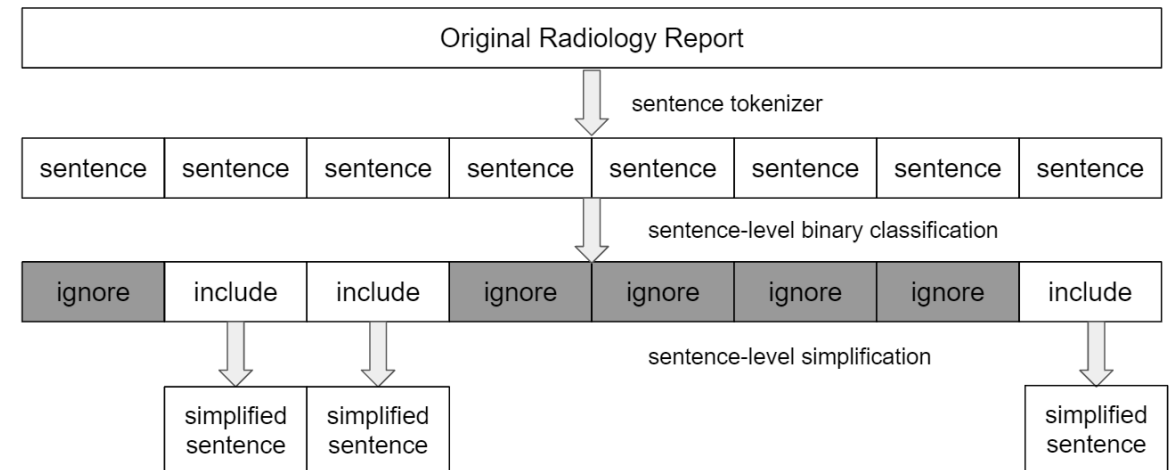 Original Radiology Report
sentence tokenizer
sentence sentence sentence sentence sentence sentence sentence sentence
sentence-level binary classification
ignore include include ignore ignore ignore ignore include
sentence-level simplification
simplified simplified simplified
sentence sentence sentence